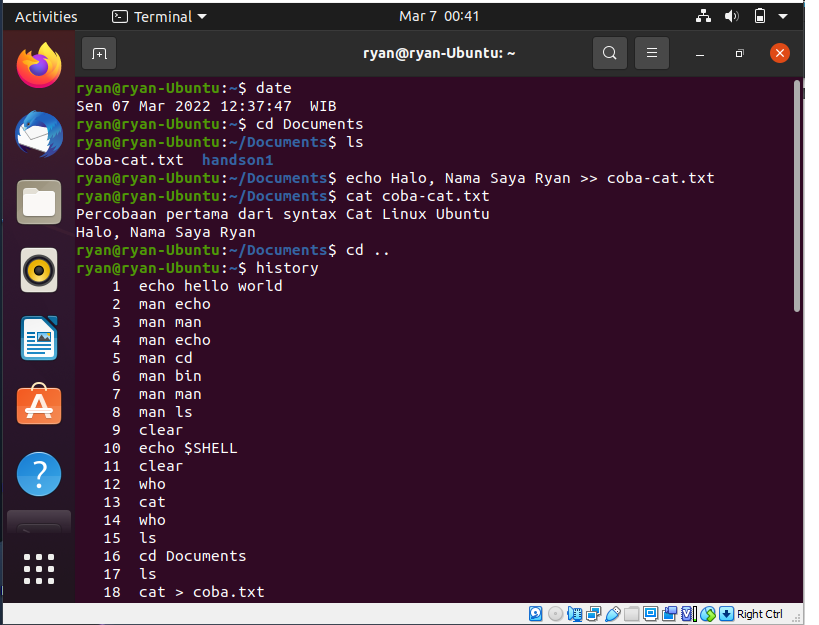 Activities Terminal Mar 7 00:41
ryan@ryan-Ubuntu: ~
ryan@ryan-Ubuntu:~$ date
Sen 07 Mar 2022 12:37:47  WIB
ryan@ryan-Ubuntu:~$ cd Documents
ryan@ryan-Ubuntu:~/Documents$ ls
coba-cat.txt  handson1
ryan@ryan-Ubuntu:~/Documents$ echo Halo, Nama Saya Ryan >> coba-cat.txt
ryan@ryan-Ubuntu:~/Documents$ cat coba-cat.txt
Percobaan pertama dari syntax Cat Linux Ubuntu
Halo, Nama Saya Ryan
ryan@ryan-Ubuntu:~/Documents$ cd ..
ryan@ryan-Ubuntu:~$ history
1  echo hello world
2  man echo
3  man man
4  man echo
5  man cd
6  man bin
7  man man
8  man ls
9  clear
10  echo $SHELL
11  clear
12  who
13  cat
14  who
15  ls
16  cd Documents
17  ls
18  cat > coba.txt
Right Ctrl